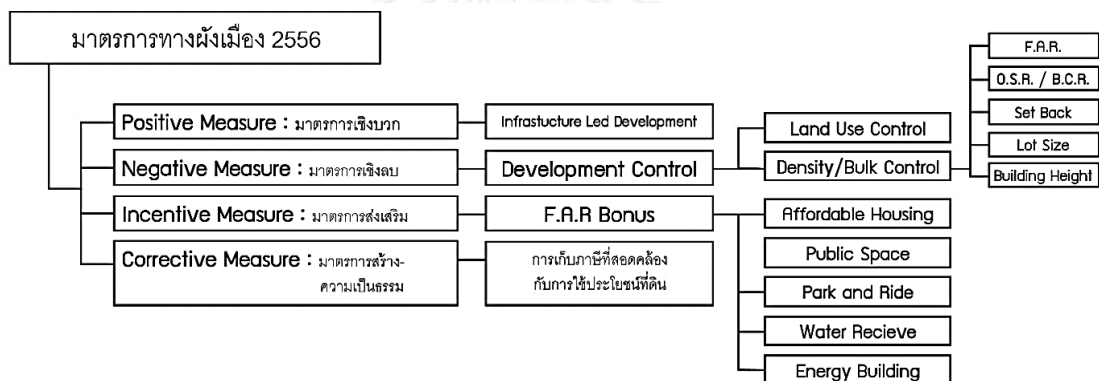 มาตรการทางผังเมือง 2556
Positive Measure : มาตรการเชิงบวก
Infrastucture Led Development
Negative Measure : มาตรการเชิงลบ
Development Control
Land Use Control
Density/Bulk Control
F.A.R.
O.S.R. / B.C.R.
Set Back
Lot Size
Building Height
Incentive Measure : มาตรการส่งเสริม
F.A.R Bonus
Affordable Housing
Public Space
Park and Ride
Water Recieve
Energy Building
Corrective Measure : มาตรการสร้าง-
ความเป็นธรรม
การเก็บภาษีที่สอดคล้อง
กับการใช้ประโยชน์ที่ดิน